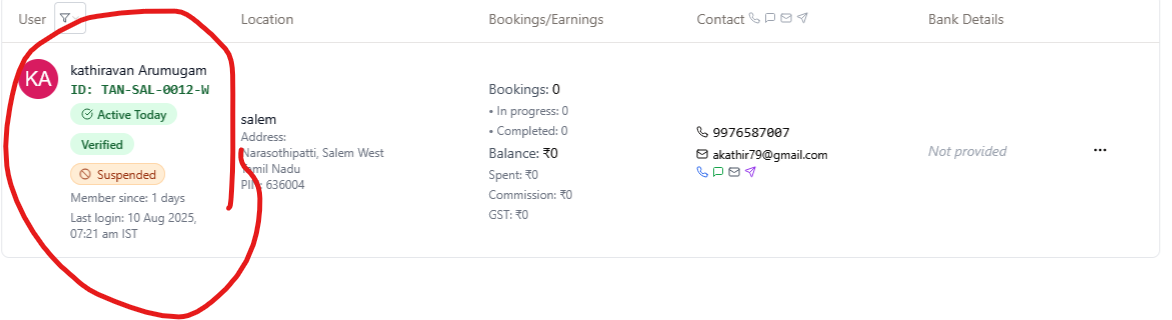 User
Location
Bookings/Earnings
Contact
Bank Details
KA
kathiravan Arumugam
ID: TAN-SAL-0012-W
Active Today
Verified
Suspended
Member since: 1 days
Last login: 10 Aug 2025,
07:21 am IST
salem
Address:
Narasothipatti, Salem West
Tamil Nadu
PIN: 636004
Bookings: 0
• In progress: 0
• Completed: 0
Balance: ₹0
Spent: ₹0
Commission: ₹0
GST: ₹0
9976587007
akathir79@gmail.com
Not provided